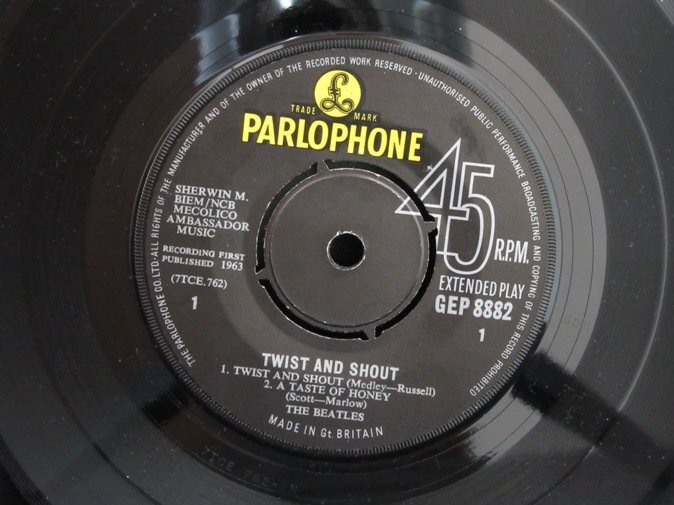 THE PARLOPHONE CO. LTD. ALL RIGHTS OF THE MANUFACTURER AND OF THE OWNER OF THE RECORDED WORK RESERVED · UNAUTHORISED PUBLIC PERFORMANCE BROADCASTING AND COPYING OF THIS RECORD PROHIBITED
£
TRADE MARK
PARLOPHONE
45
R.P.M.
EXTENDED PLAY
GEP 8882
1
SHERWIN M.
BIEM/NCB
MECOLICO
AMBASSADOR
MUSIC
RECORDING FIRST
PUBLISHED 1963
(7TCE.762)
1
TWIST AND SHOUT
1. TWIST AND SHOUT (Medley—Russell)
2. A TASTE OF HONEY
(Scott—Marlow)
THE BEATLES
MADE IN Gt. BRITAIN
7TCE 762